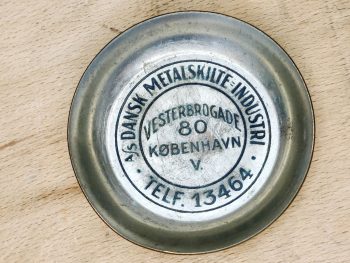 A/S DANSK METALSKILTE-INDUSTRI
VESTERBROGADE
80
KØBENHAVN
V.
· TELF. 13464 ·